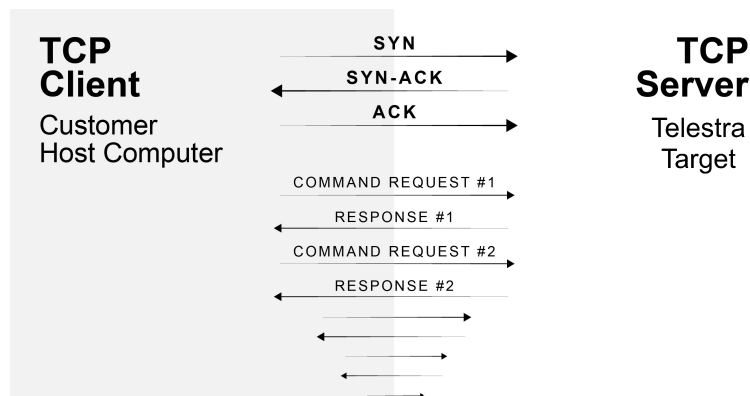 TCP
Client
Customer
Host Computer
SYN
SYN-ACK
ACK
COMMAND REQUEST #1
RESPONSE #1
COMMAND REQUEST #2
RESPONSE #2
TCP
Server
Telestra
Target